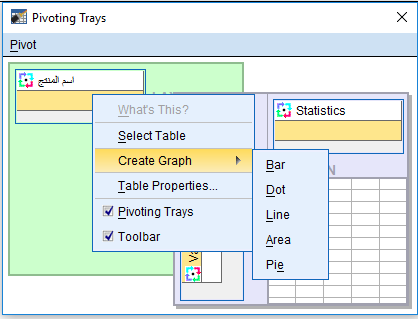 Pivoting Trays
Pivot
اسم المنتج
What's This?
Select Table
Create Graph
Table Properties...
Pivoting Trays
Toolbar
Statistics
Bar
Dot
Line
Area
Pie